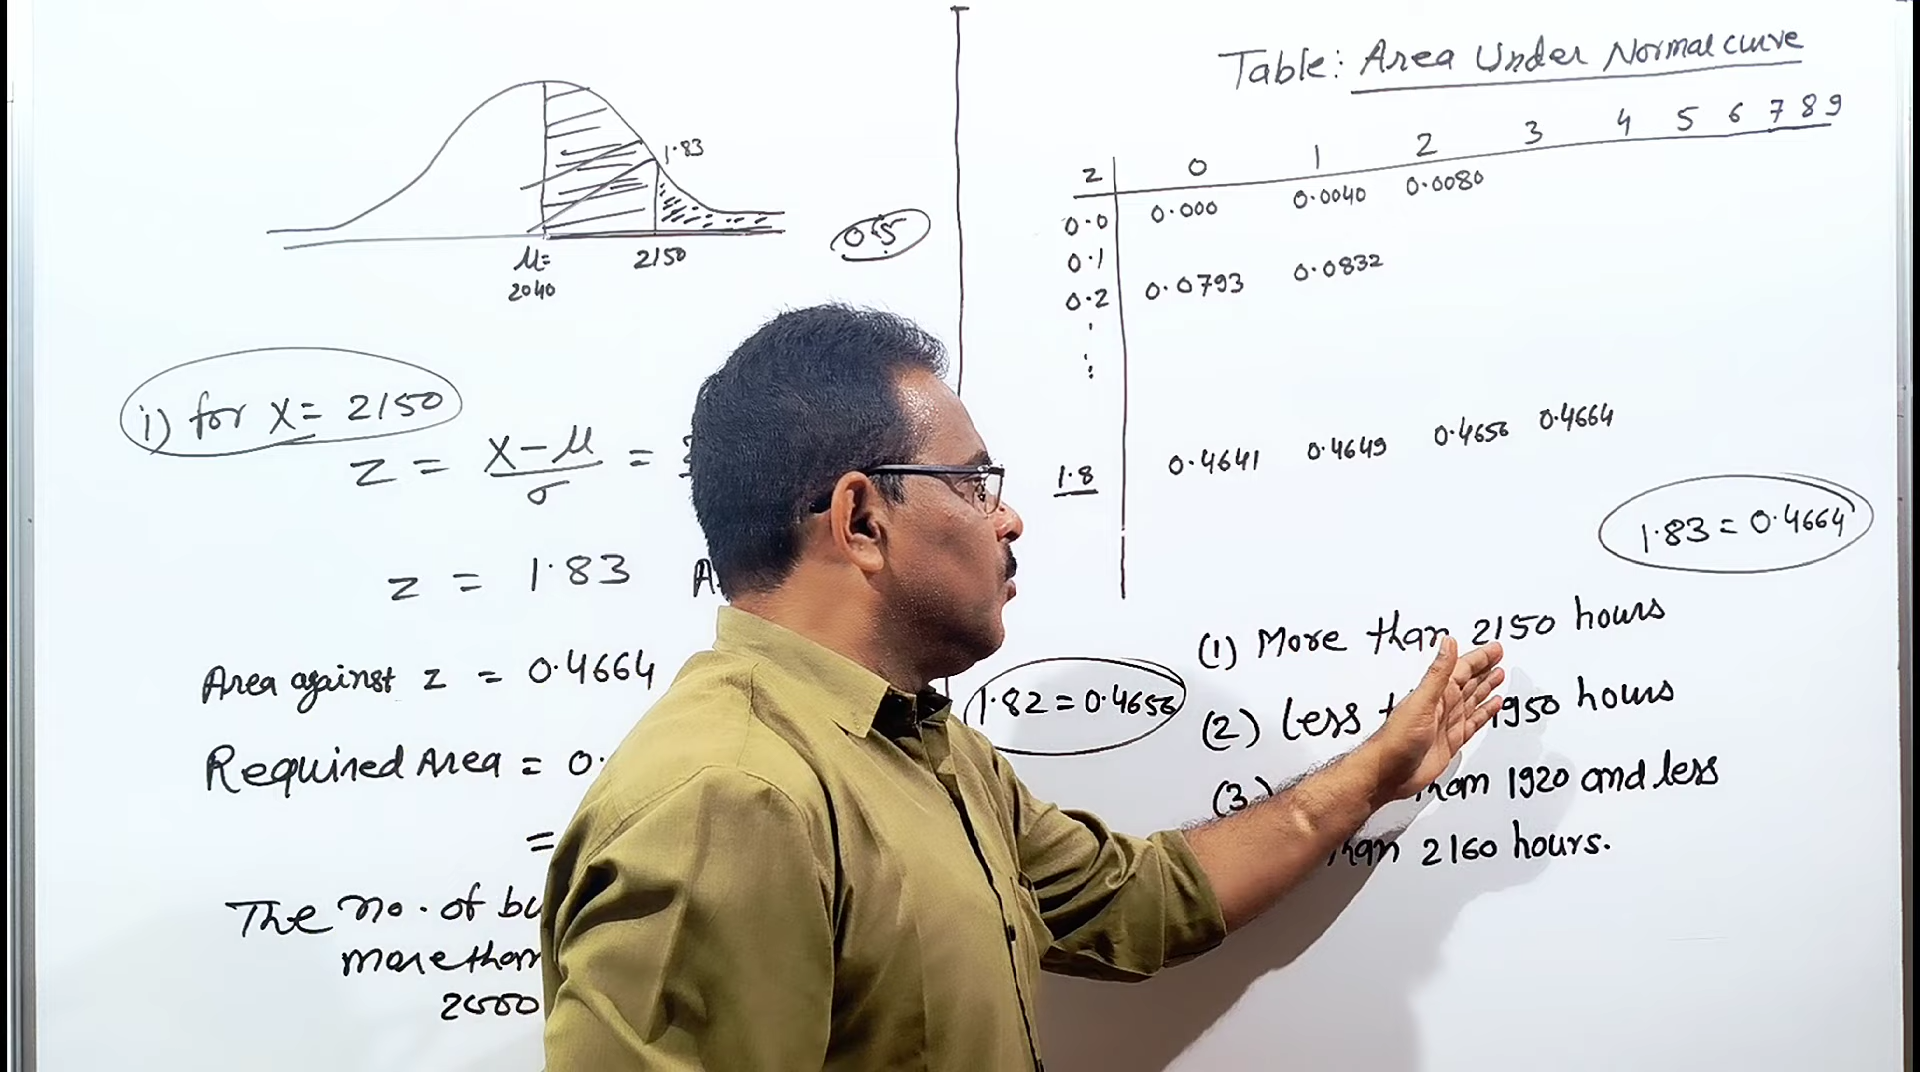 1.83
μ=
2040
2150
0.5
i) for x = 2150
z = x-μ / σ =
z = 1.83
Area against z = 0.4664
Required Area = 0.
=
The no. of bu
more than
2000
Table: Area Under Normal curve
z 0 1 2 3 4 5 6 7 8 9
0.0 0.000 0.0040 0.0080
0.1
0.2 0.0793 0.0832
1.8 0.4641 0.4649 0.4656 0.4664
1.83 = 0.4664
1.82 = 0.4656
(1) More than 2150 hours
(2) Less 1950 hours
(3) 1920 and less
than 2160 hours.